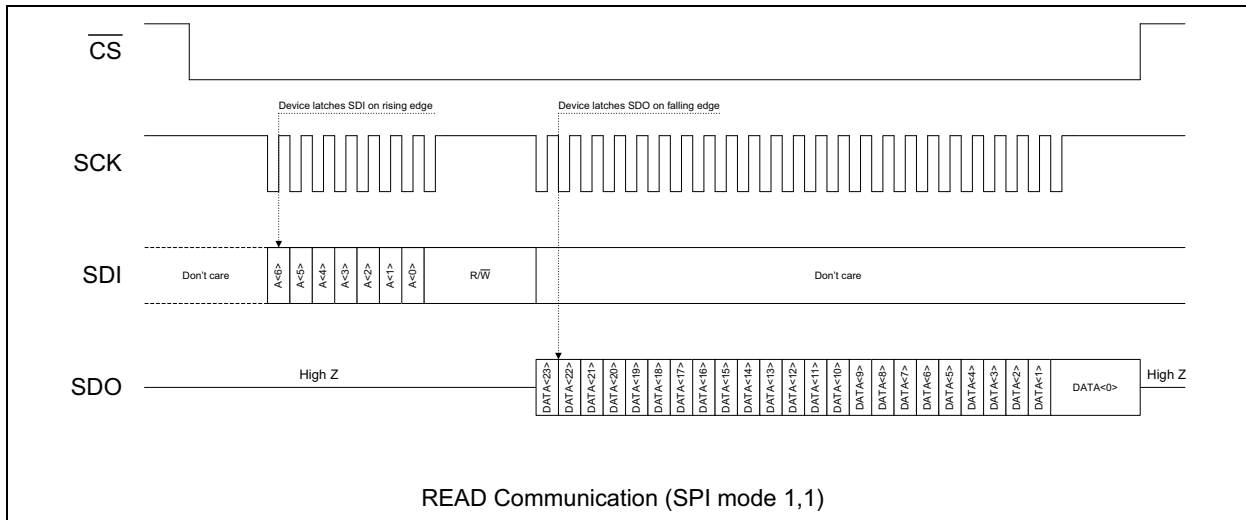 CS
Device latches SDI on rising edge
Device latches SDO on falling edge
SCK
SDI
Don't care
A<6>
A<5>
A<4>
A<3>
A<2>
A<1>
A<0>
R/W
Don't care
SDO
High Z
DATA<23>
DATA<22>
DATA<21>
DATA<20>
DATA<19>
DATA<18>
DATA<17>
DATA<16>
DATA<15>
DATA<14>
DATA<13>
DATA<12>
DATA<11>
DATA<10>
DATA<9>
DATA<8>
DATA<7>
DATA<6>
DATA<5>
DATA<4>
DATA<3>
DATA<2>
DATA<1>
DATA<0>
High Z
READ Communication (SPI mode 1,1)